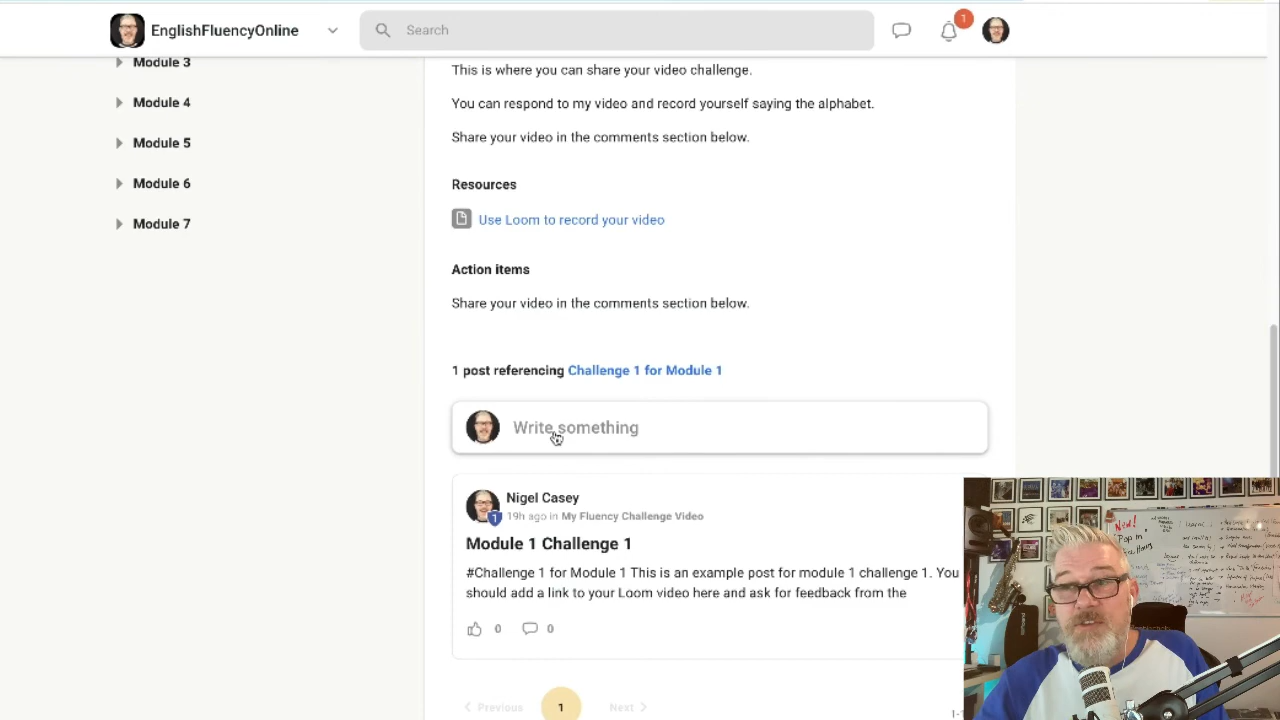 EnglishFluencyOnline
Search
1
Module 3
Module 4
Module 5
Module 6
Module 7
This is where you can share your video challenge.
You can respond to my video and record yourself saying the alphabet.
Share your video in the comments section below.
Resources
Use Loom to record your video
Action items
Share your video in the comments section below.
1 post referencing Challenge 1 for Module 1
Write something
Nigel Casey
1
19h ago in My Fluency Challenge Video
Module 1 Challenge 1
#Challenge 1 for Module 1 This is an example post for module 1 challenge 1. You
should add a link to your Loom video here and ask for feedback from the
0 0
Previous 1 Next
New!
Pop In